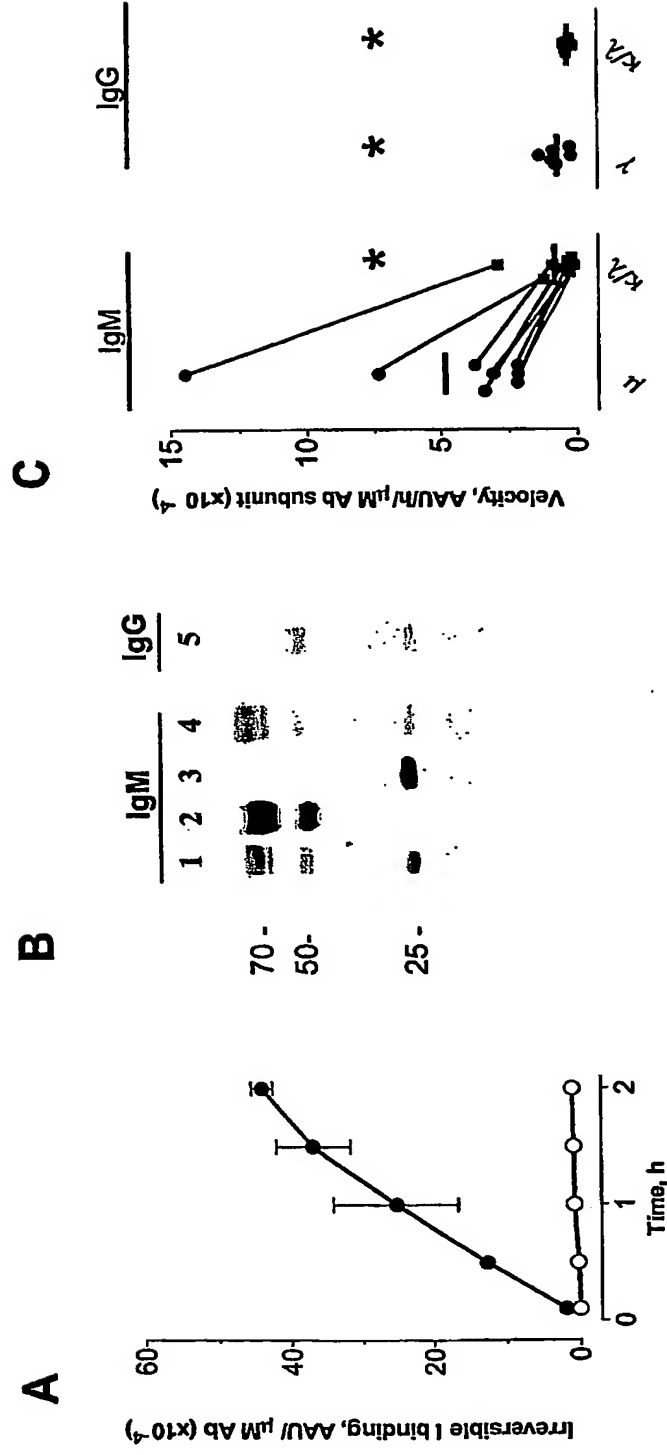 A
Irreversible I binding, AAU/ μM Ab (x10⁻⁴)
60
40
20
0
0
1
2
Time, h
B
IgM
IgG
1
2
3
4
5
70 -
50-
25 -
C
IgM
IgG
Velocity, AAU/h/μM Ab subunit (x10⁻⁴)
15
10
5
0
*
*
*
μ
κ/λ
γ
κ/λ